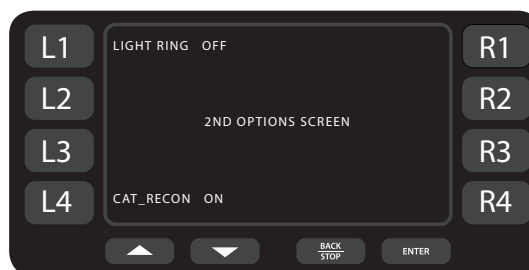 L1 LIGHT RING OFF R1
L2 R2
2ND OPTIONS SCREEN
L3 R3
L4 CAT_RECON ON R4
BACK
STOP
ENTER